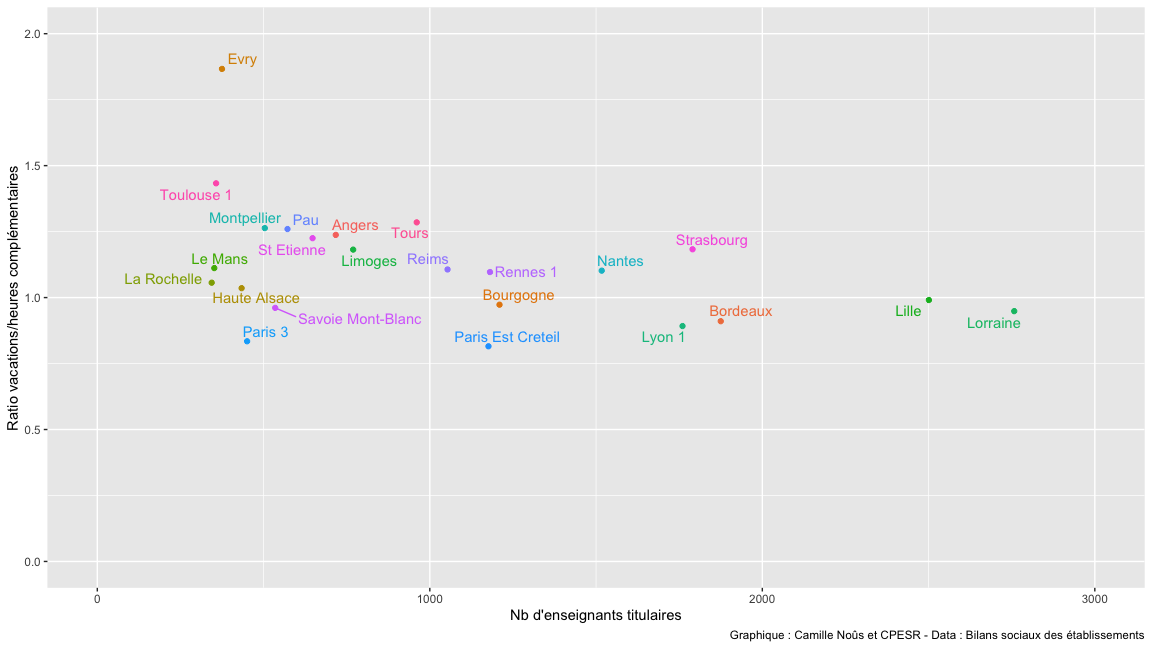 2.0
Evry
1.5
Toulouse 1
Montpellier
Pau
Angers
Tours
St Etienne
Strasbourg
Le Mans
Limoges
Reims
Nantes
La Rochelle
Rennes 1
Haute Alsace
Bourgogne
1.0
Savoie Mont-Blanc
Bordeaux
Lille
Lorraine
Paris 3
Paris Est Creteil
Lyon 1
0.5
0.0
Ratio vacations/heures complémentaires
0
1000
2000
3000
Nb d'enseignants titulaires
Graphique : Camille Noûs et CPESR - Data : Bilans sociaux des établissements